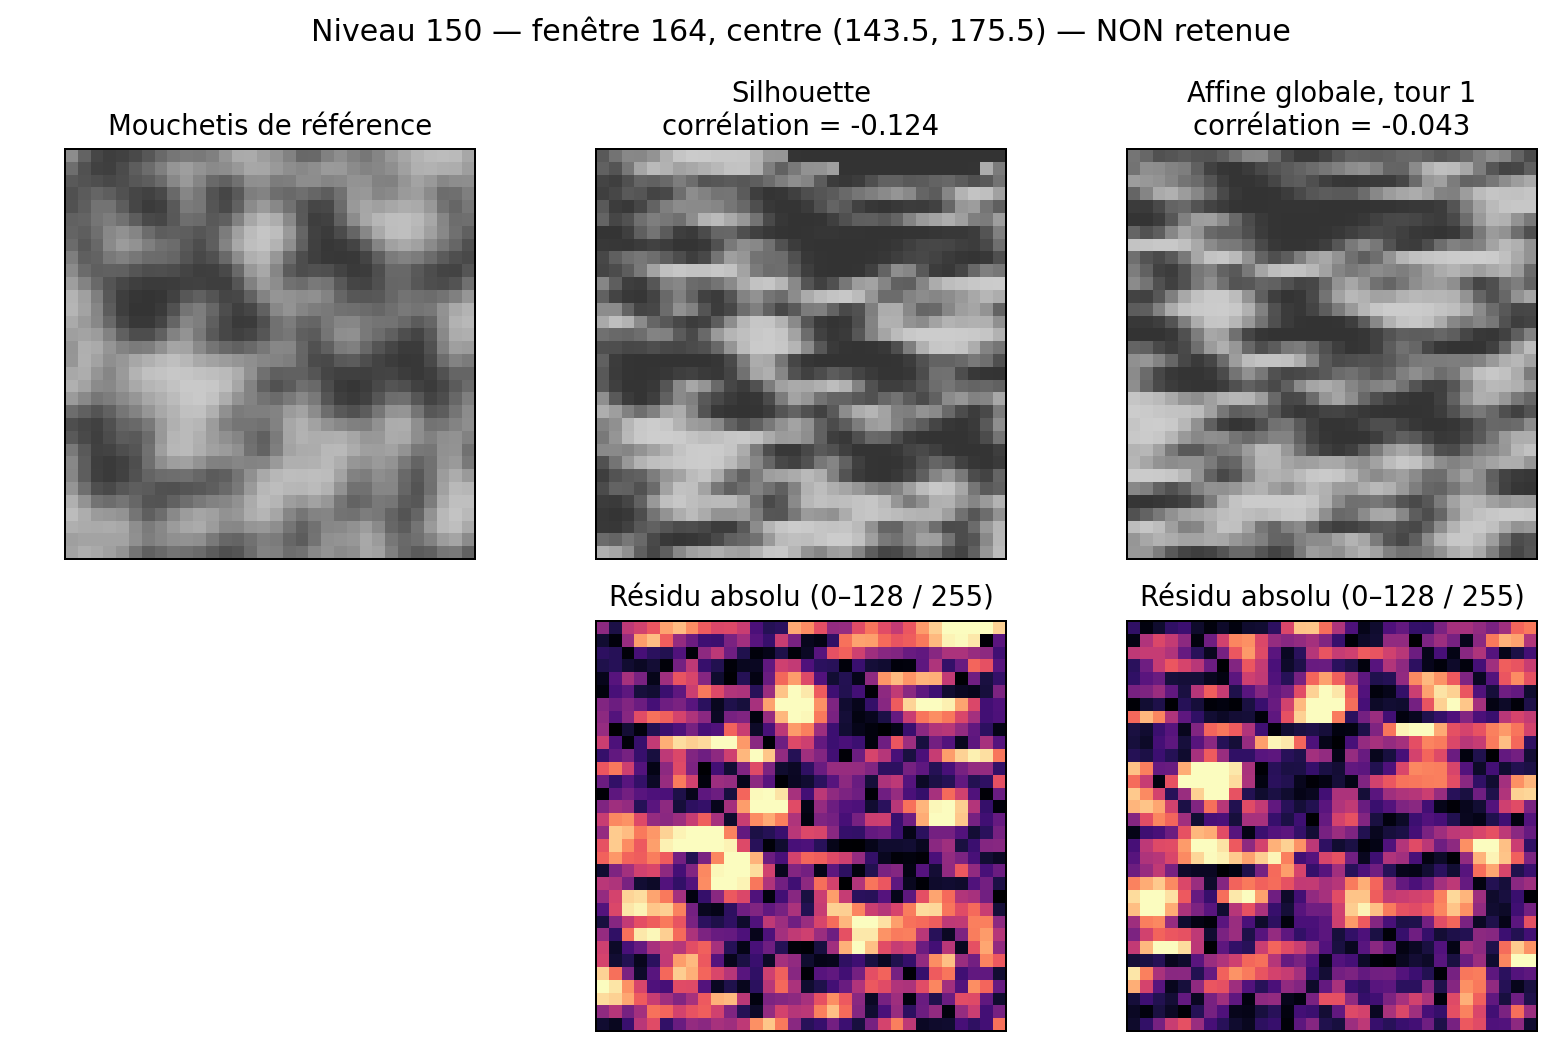 Niveau 150 — fenêtre 164, centre (143.5, 175.5) — NON retenue
Mouchetis de référence
Silhouette
corrélation = -0.124
Affine globale, tour 1
corrélation = -0.043
Résidu absolu (0–128 / 255)
Résidu absolu (0–128 / 255)